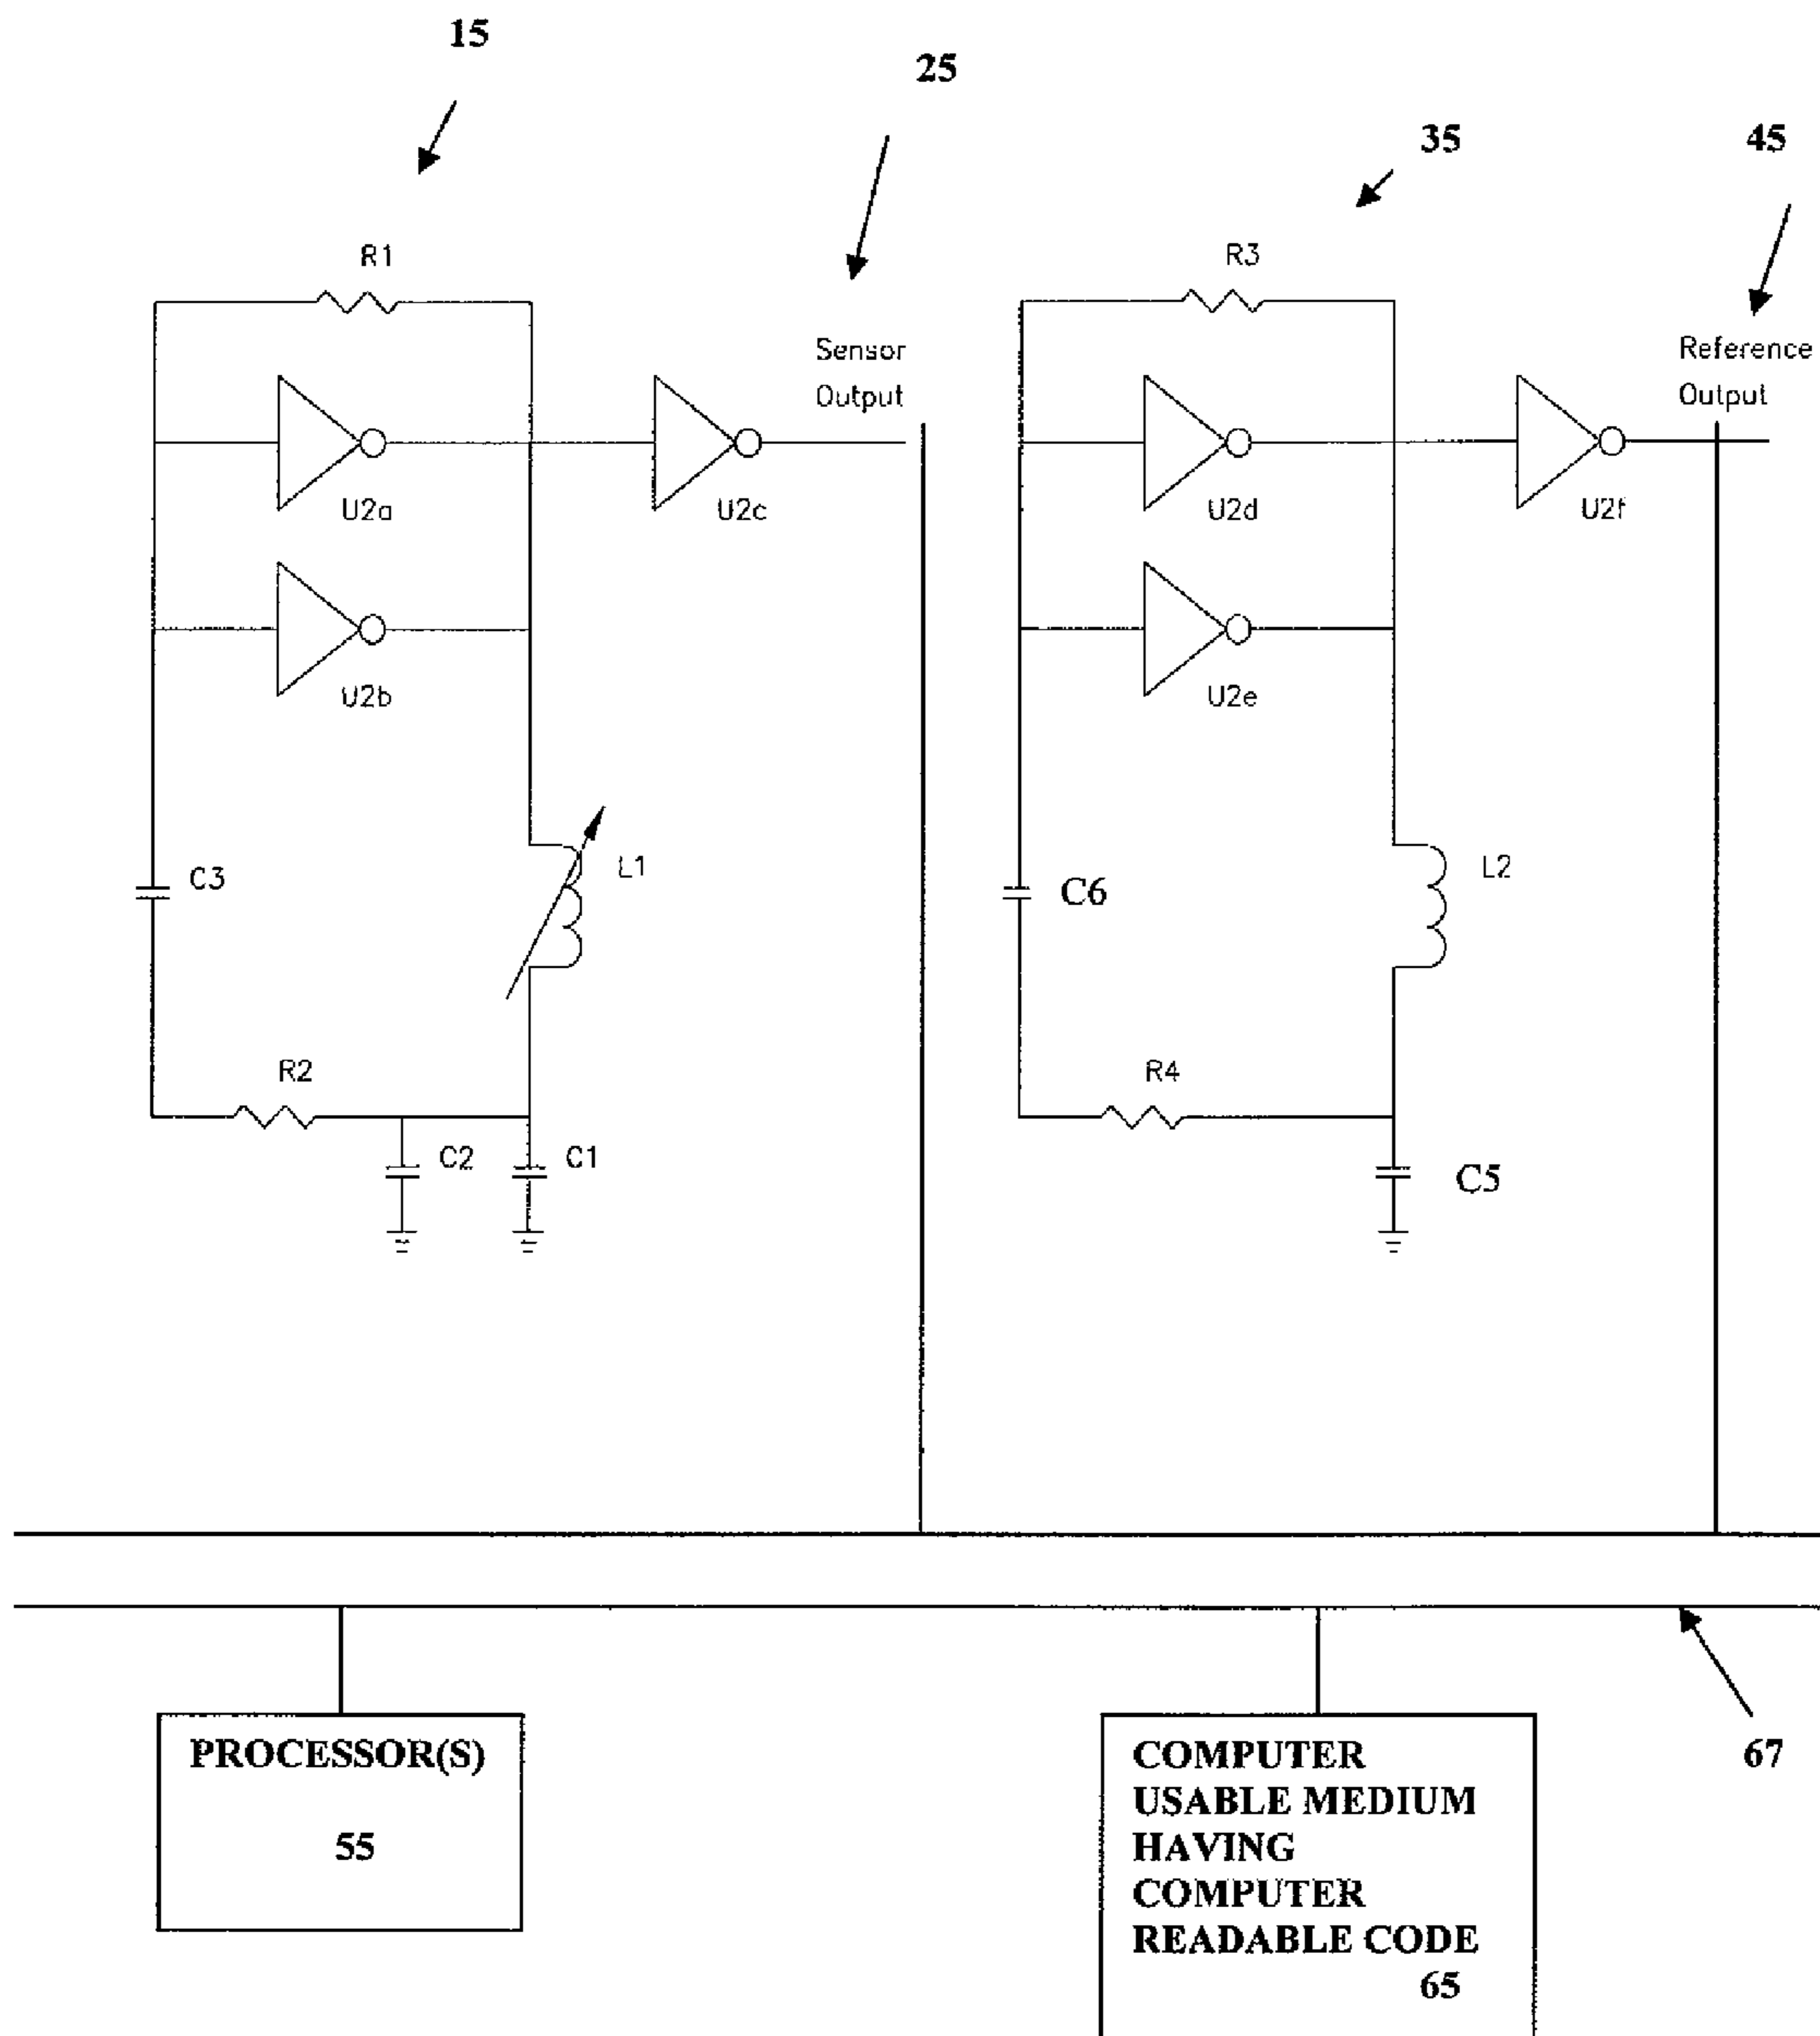 15
25
35
45
R1
R3
Sensor
Output
Reference
Output
U2a
U2c
U2d
U2f
U2b
U2e
C3
L1
C6
L2
R2
R4
C2
C1
C5
PROCESSOR(S)
55
67
COMPUTER
USABLE MEDIUM
HAVING
COMPUTER
READABLE CODE
65